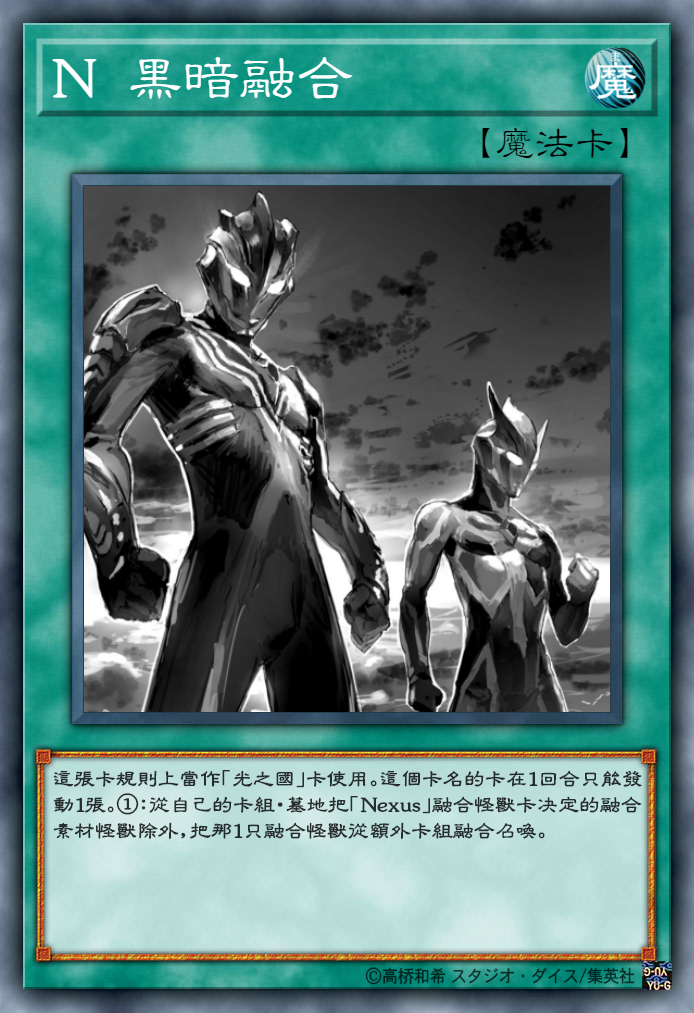 N 黑暗融合
魔
【魔法卡】
這張卡規則上當作「光之國」卡使用。這個卡名的卡在1回合只能發
動1張。①：從自己的卡組·墓地把「Nexus」融合怪獸卡決定的融合
素材怪獸除外，把那1只融合怪獸從額外卡組融合召喚。
©高桥和希 スタジオ・ダイス/集英社
YU-G